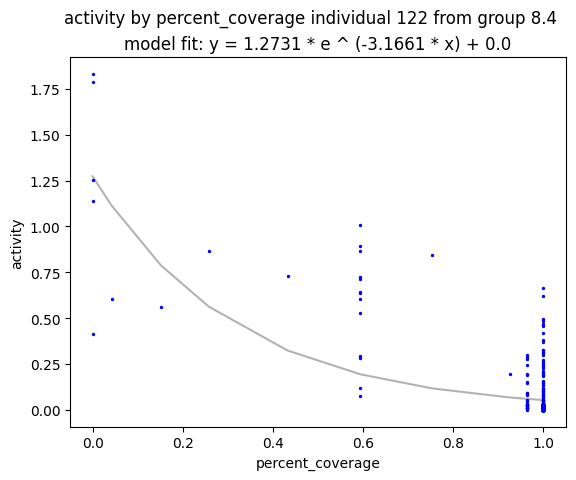 activity by percent_coverage individual 122 from group 8.4
model fit: y = 1.2731 * e ^ (-3.1661 * x) + 0.0
1.75
1.50
1.25
1.00
0.75
0.50
0.25
0.00
activity
0.0 0.2 0.4 0.6 0.8 1.0
percent_coverage